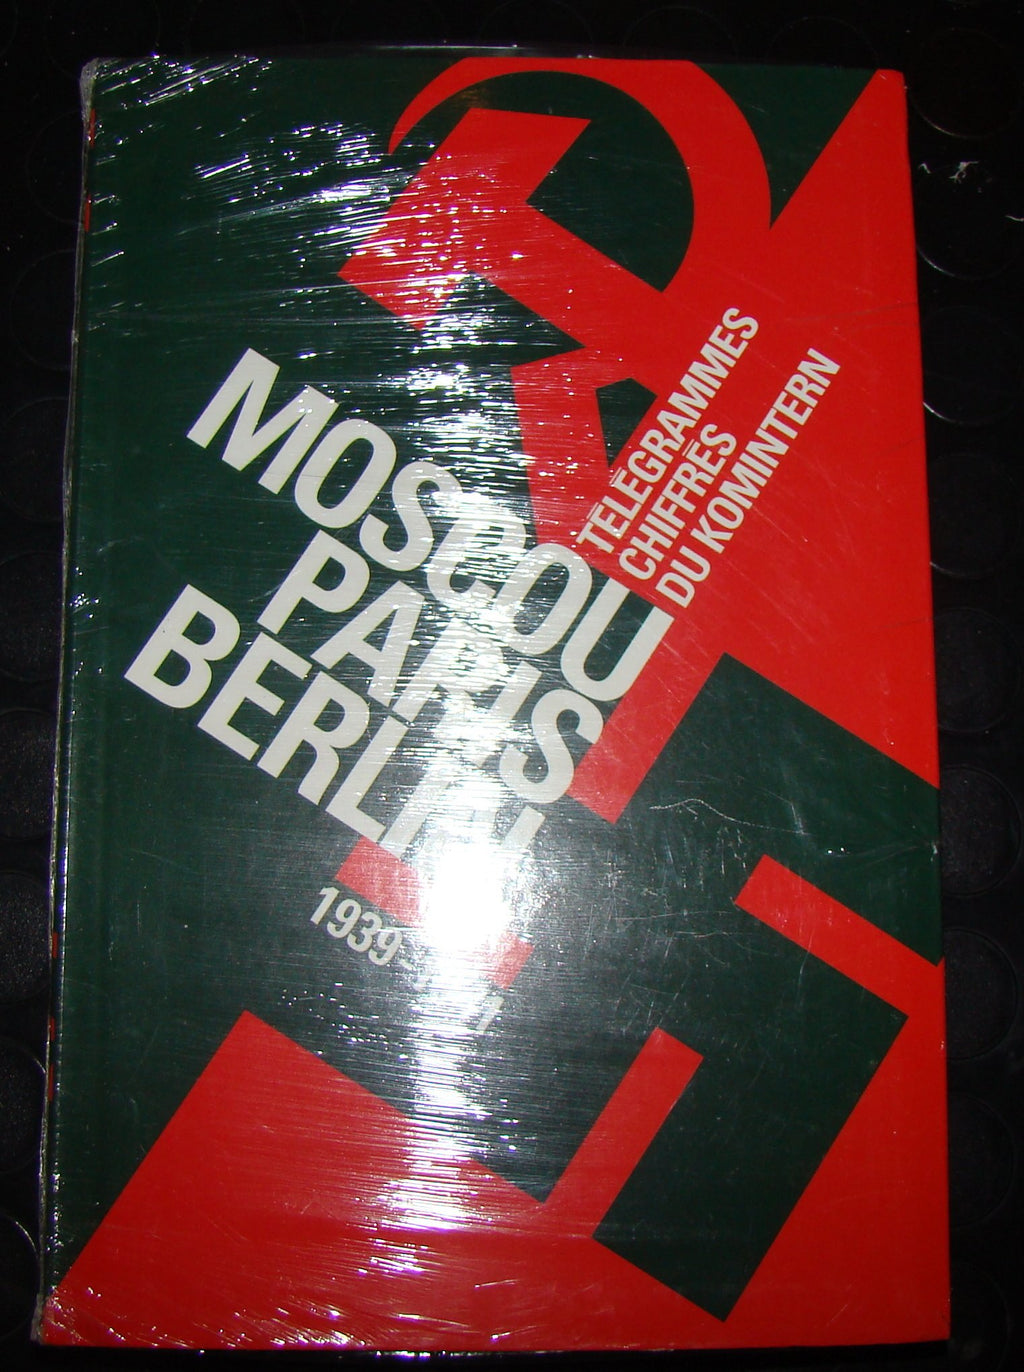 TÉLÉGRAMMES
CHIFFRÉS
DU KOMINTERN
MOSCOU
PARIS
BERLIN
1939-